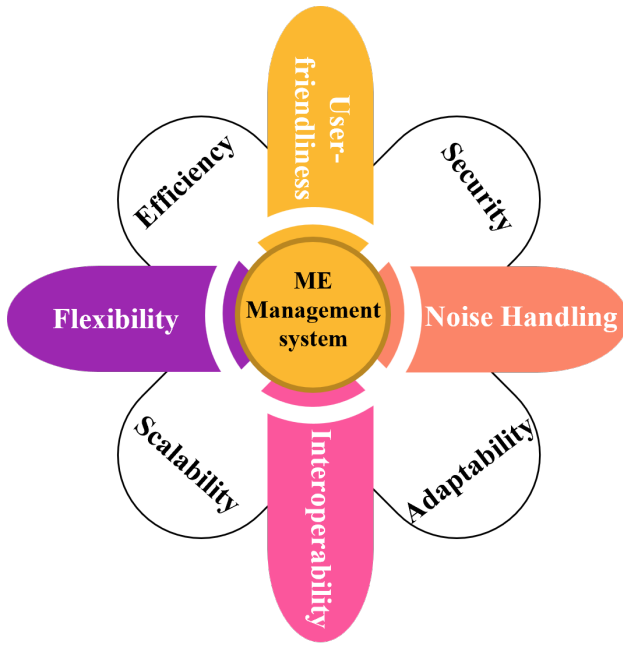 User-
friendliness
Efficiency
Security
ME
Management
system
Flexibility
Noise Handling
Scalability
Interoperability
Adaptability